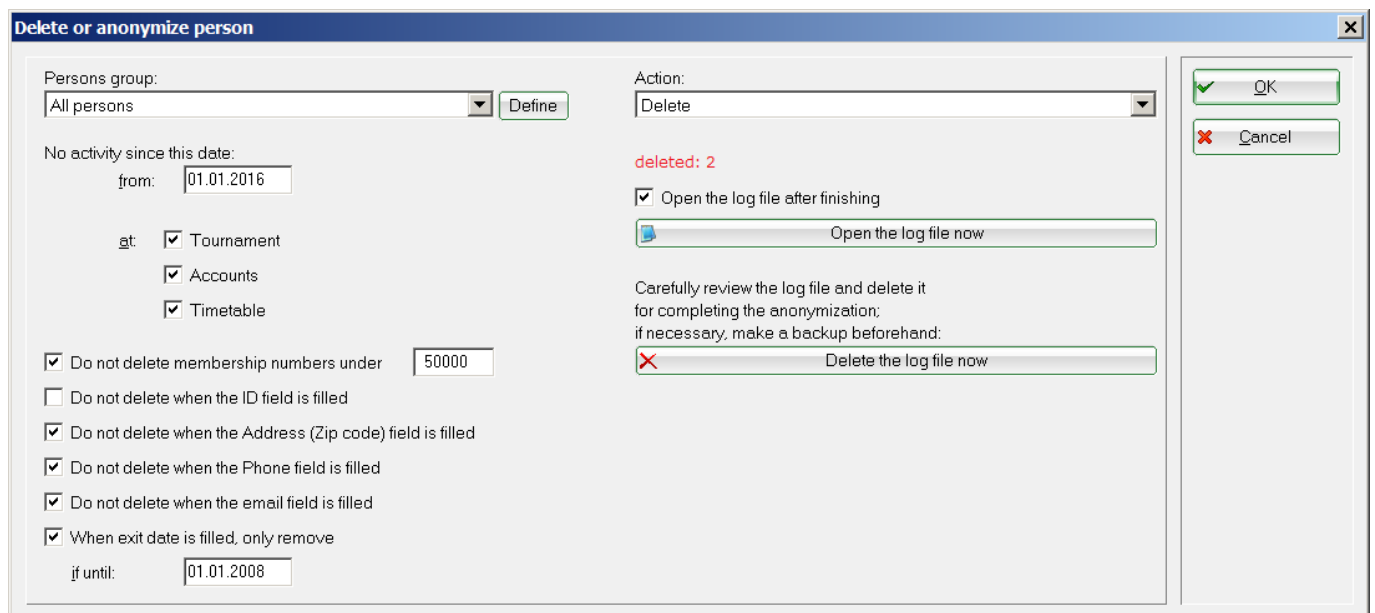 Delete or anonymize person
Persons group:
All persons
Define
No activity since this date:
from: 01.01.2016
at: Tournament
Accounts
Timetable
Do not delete membership numbers under 50000
Do not delete when the ID field is filled
Do not delete when the Address (Zip code) field is filled
Do not delete when the Phone field is filled
Do not delete when the email field is filled
When exit date is filled, only remove
if until: 01.01.2008
Action:
Delete
deleted: 2
Open the log file after finishing
Open the log file now
Carefully review the log file and delete it
for completing the anonymization;
if necessary, make a backup beforehand:
Delete the log file now
OK
Cancel